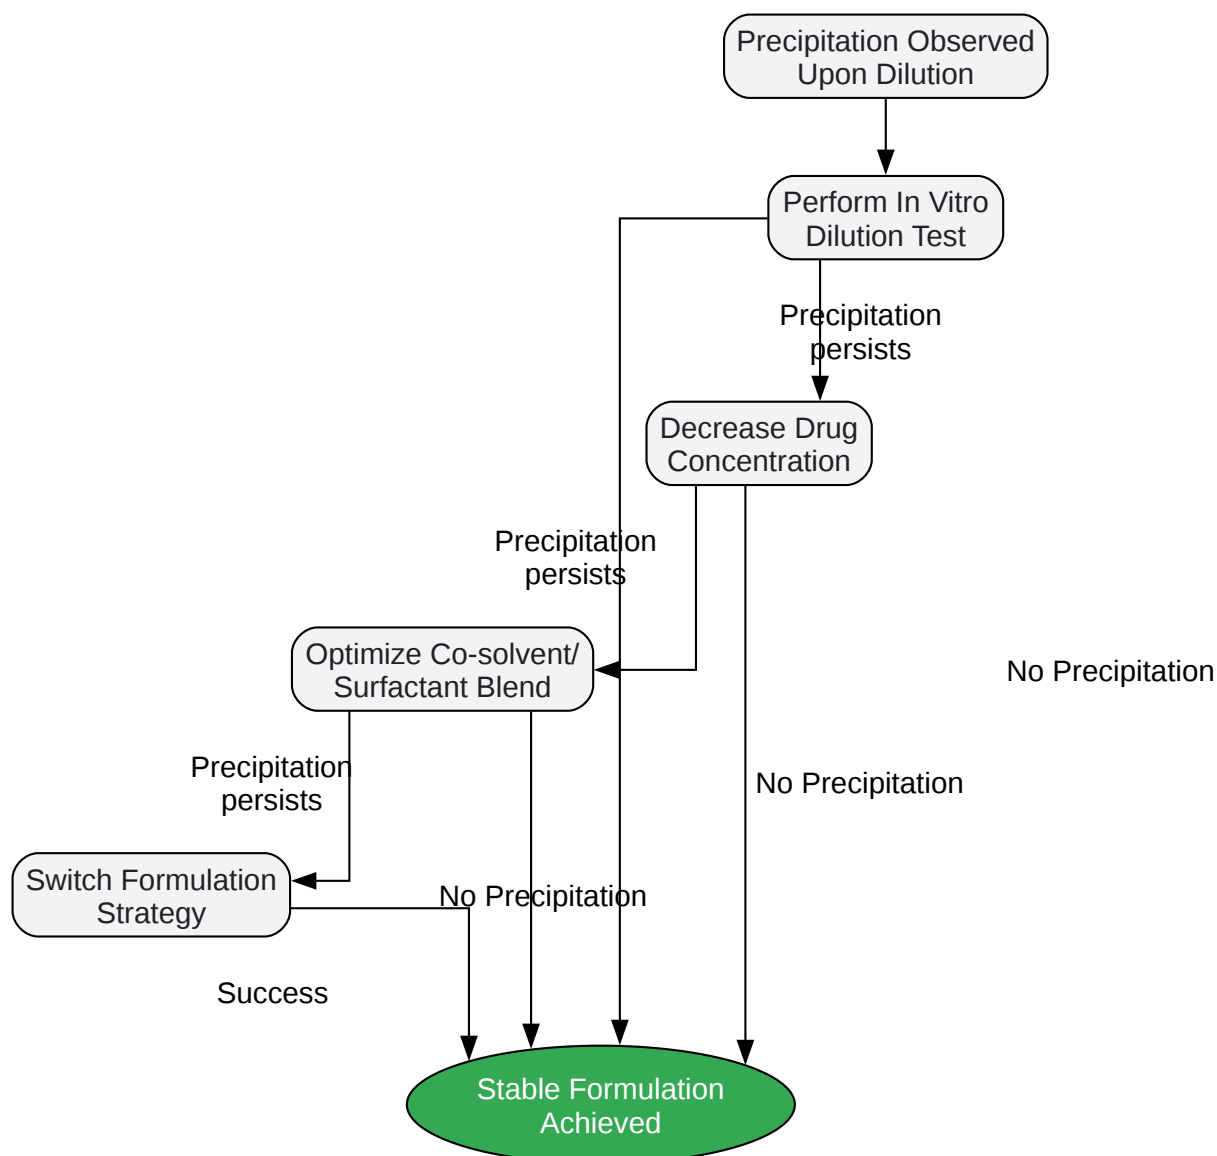 Precipitation Observed
Upon Dilution
Perform In Vitro
Dilution Test
Precipitation
persists
Decrease Drug
Concentration
Precipitation
persists
Optimize Co-solvent/
Surfactant Blend
No Precipitation
Precipitation
persists
No Precipitation
Switch Formulation
Strategy
No Precipitation
Success
Stable Formulation
Achieved